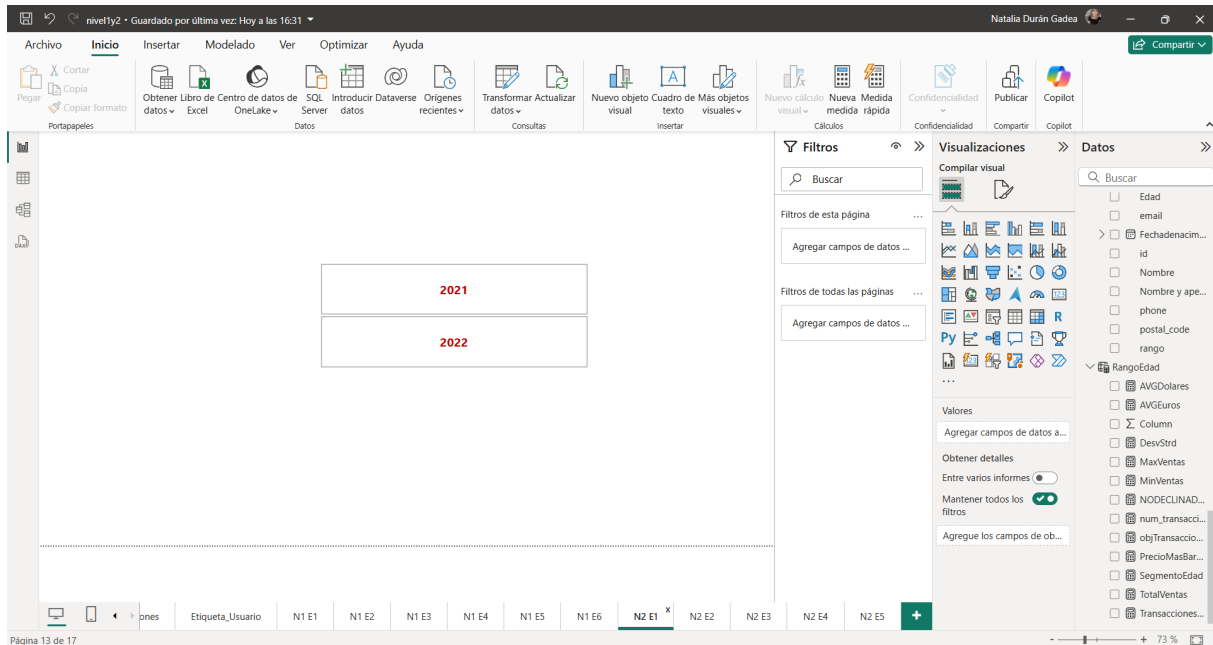 nivel1y2 • Guardado por última vez: Hoy a las 16:31
Natalia Durán Gadea
Archivo Inicio Insertar Modelado Ver Optimizar Ayuda
Compartir
Pegar
Cortar
Copia
Copiar formato
Portapapeles
Obtener datos
Libro de Excel
Centro de datos de OneLake
SQL Server
Introducir datos
Dataverse
Orígenes recientes
Datos
Transformar datos
Actualizar
Consultas
Nuevo objeto visual
Cuadro de texto
Más objetos visuales
Insertar
Nuevo cálculo visual
Nueva medida
Medida rápida
Cálculos
Confidencialidad
Confidencialidad
Publicar
Compartir
Copilot
Copilot
2021
2022
Filtros
Buscar
Filtros de esta página ...
Agregar campos de datos ...
Filtros de todas las páginas ...
Agregar campos de datos ...
Visualizaciones
Compilar visual
123
R
Py
...
Valores
Agregar campos de datos a...
Obtener detalles
Entre varios informes
Mantener todos los filtros
Agregue los campos de ob...
Datos
Buscar
Edad
email
Fechadenacim...
id
Nombre
Nombre y ape...
phone
postal_code
rango
RangoEdad
AVGDolares
AVGEuros
Column
DesvStrd
MaxVentas
MinVentas
NODECLINAD...
num_transacci...
objTransaccio...
PrecioMasBar...
SegmentoEdad
TotalVentas
Transacciones...
ones
Etiqueta_Usuario
N1 E1
N1 E2
N1 E3
N1 E4
N1 E5
N1 E6
N2 E1
N2 E2
N2 E3
N2 E4
N2 E5
Página 13 de 17
73 %